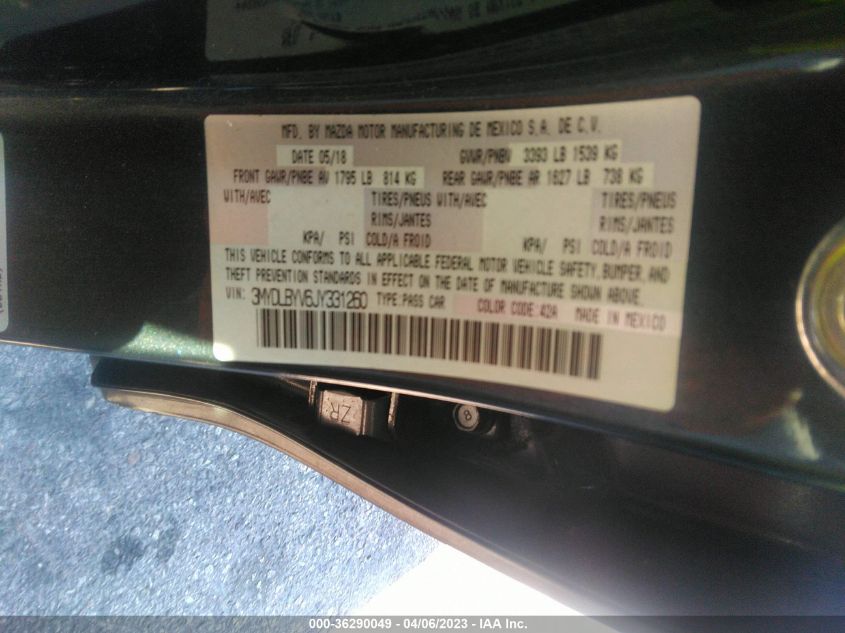 MFD. BY MAZDA MOTOR MANUFACTURING DE MEXICO S.A. DE C.V.
DATE 05/18 GVWR/PNBV 3393 LB 1539 KG
FRONT GAWR/PNBE AV 1795 LB 814 KG REAR GAWR/PNBE AR 1627 LB 738 KG
WITH/AVEC TIRES/PNEUS WITH/AVEC TIRES/PNEUS
RIMS/JANTES RIMS/JANTES
KPA/ PSI COLD/A FROID KPA/ PSI COLD/A FROID
THIS VEHICLE CONFORMS TO ALL APPLICABLE FEDERAL MOTOR VEHICLE SAFETY, BUMPER, AND
THEFT PREVENTION STANDARDS IN EFFECT ON THE DATE OF MANUFACTURE SHOWN ABOVE.
VIN: 3MYDLBYV6JY331260 TYPE:PASS CAR COLOR CODE:42A MADE IN MEXICO
ZR
8
000-36290049 - 04/06/2023 - IAA Inc.